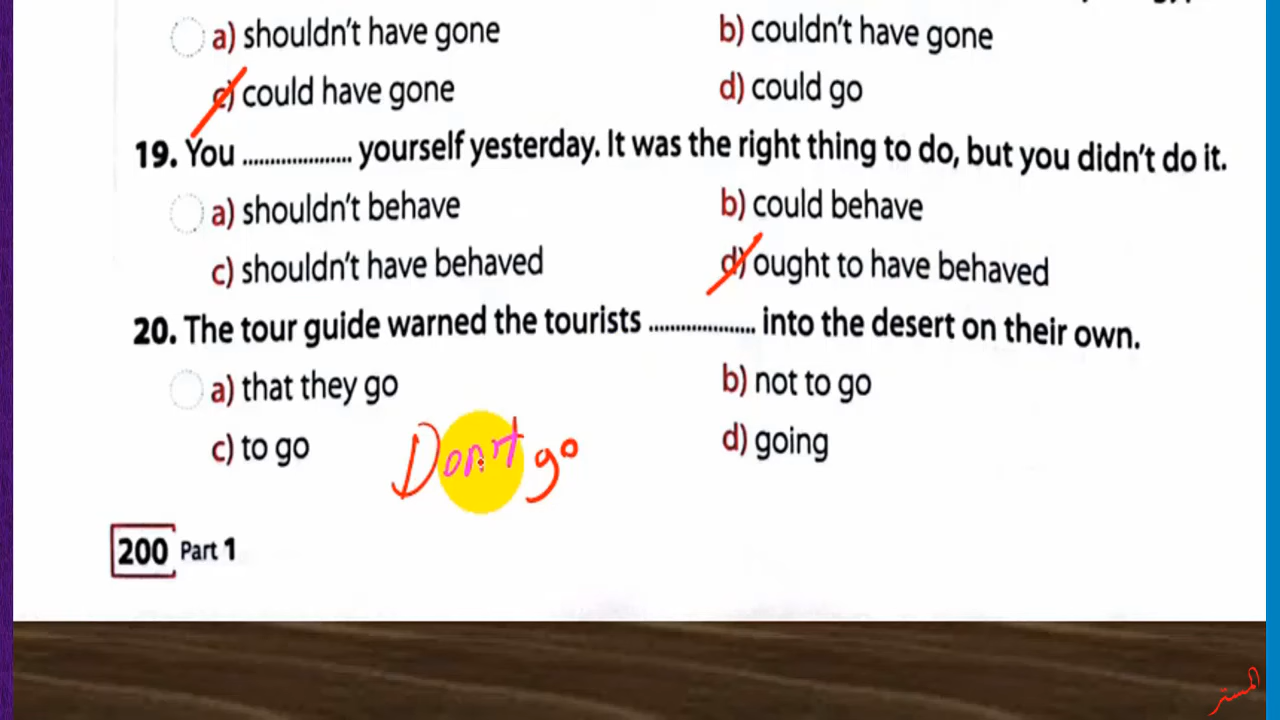 a) shouldn't have gone b) couldn't have gone
c) could have gone d) could go
19. You .................... yourself yesterday. It was the right thing to do, but you didn't do it.
a) shouldn't behave b) could behave
c) shouldn't have behaved d) ought to have behaved
20. The tour guide warned the tourists .................... into the desert on their own.
a) that they go b) not to go
c) to go d) going
Don't go
200 Part 1
المستر